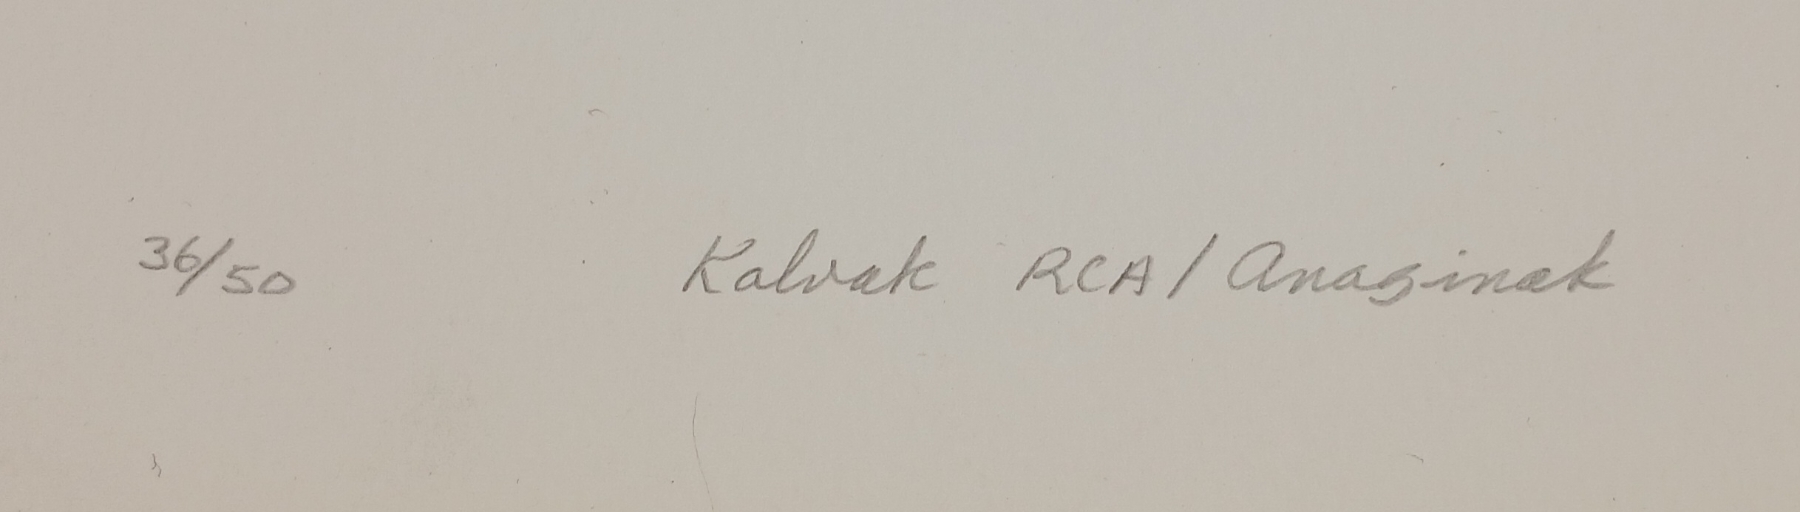 36/50 Kalvak RCA / Anaginak